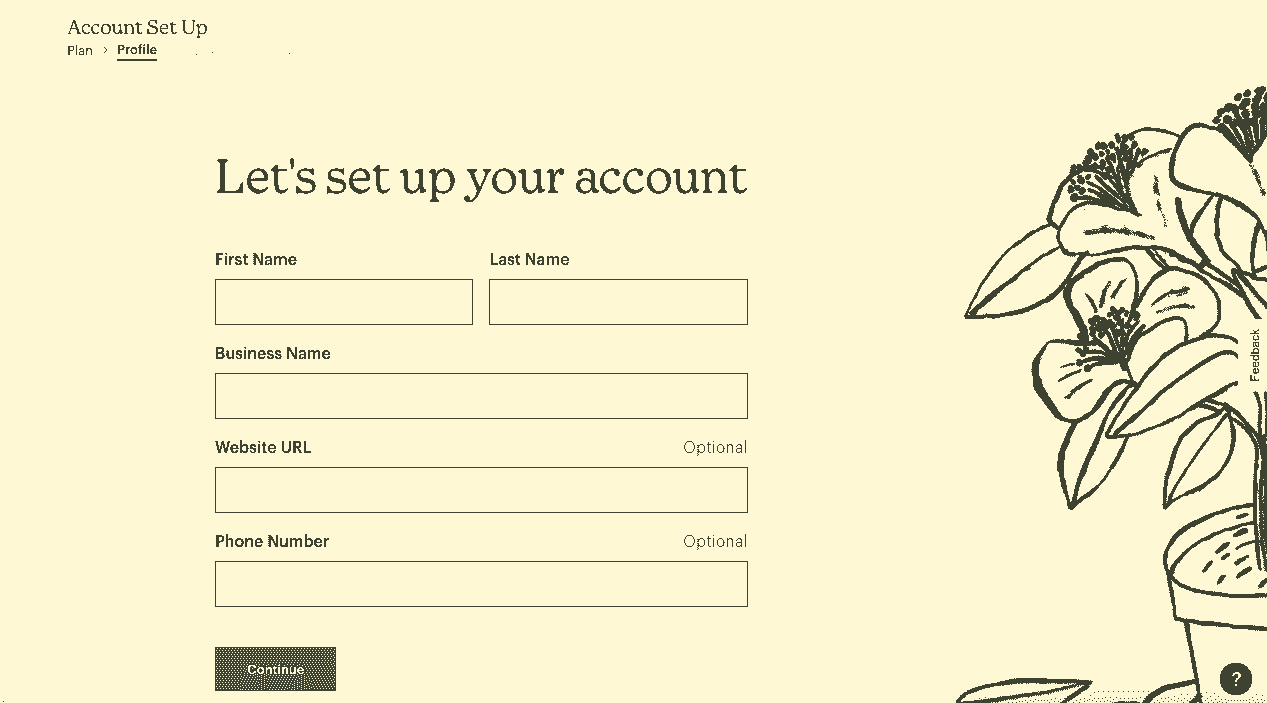 Account Set Up
Plan › Profile
Let's set up your account
First Name Last Name
Business Name
Website URL Optional
Phone Number Optional
Continue
Feedback
?